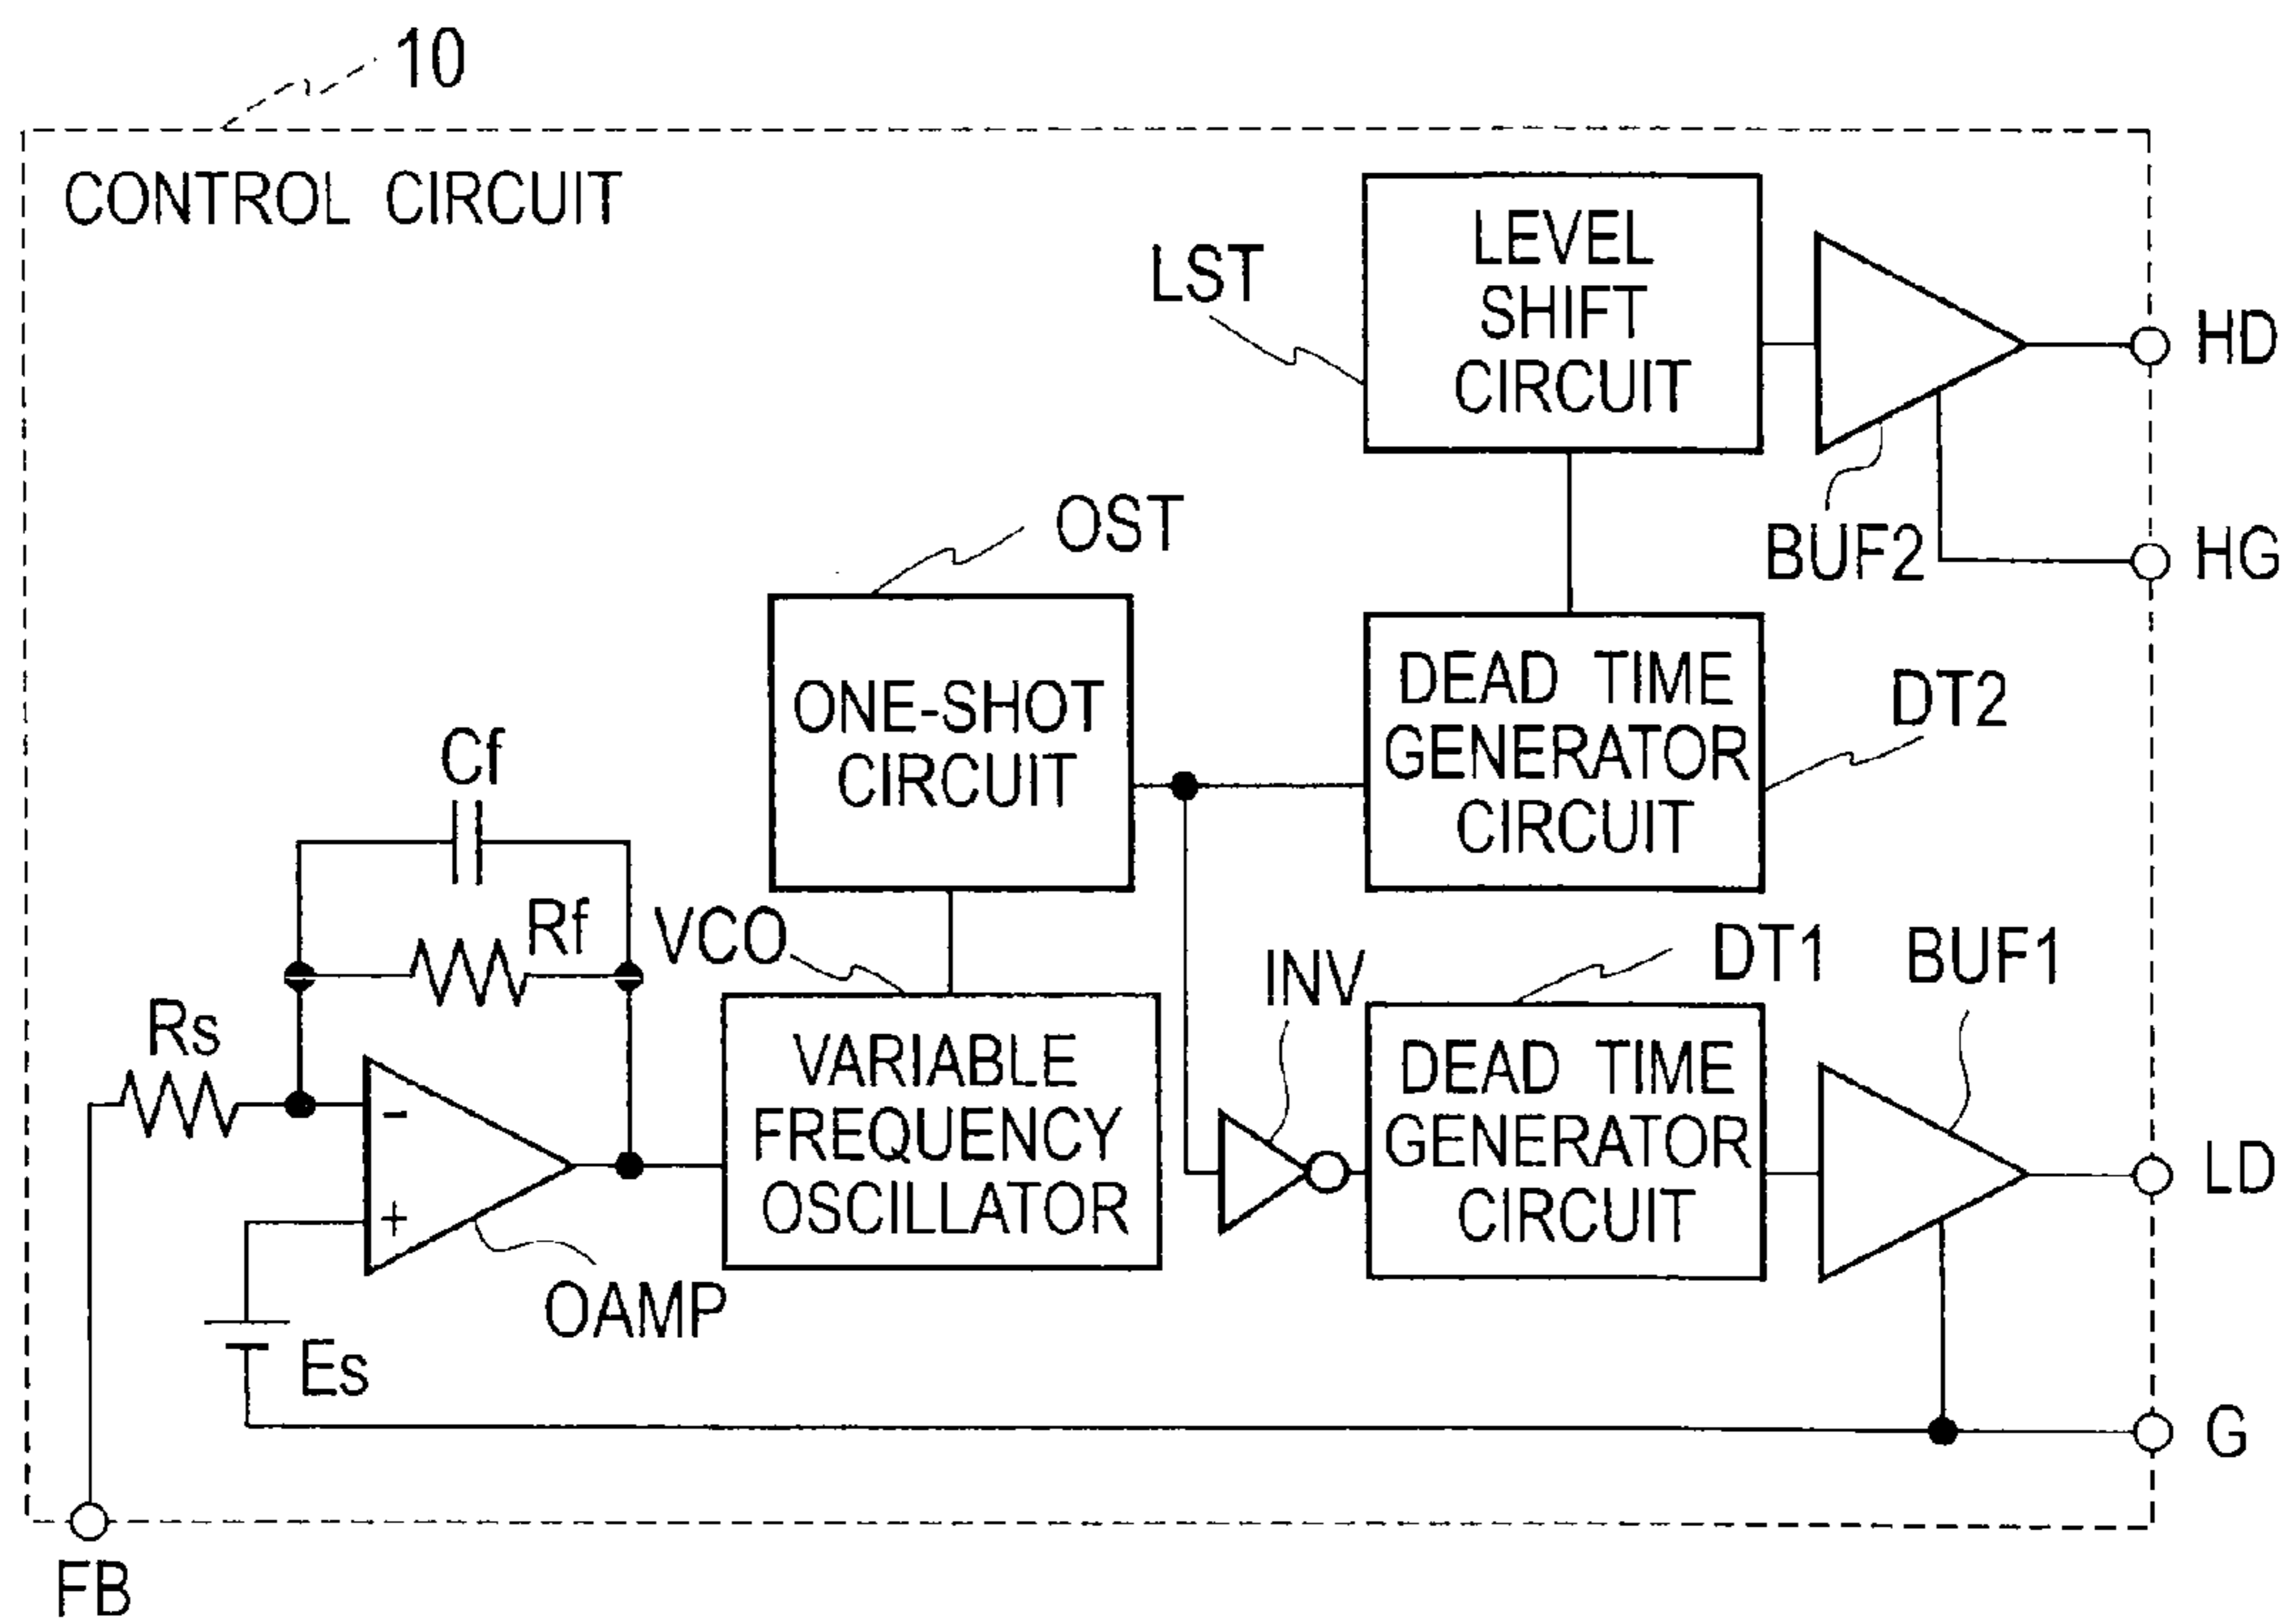 10
CONTROL CIRCUIT
LST
LEVEL
SHIFT
CIRCUIT
HD
BUF2
HG
OST
ONE-SHOT
CIRCUIT
DEAD TIME
GENERATOR
CIRCUIT
DT2
Cf
Rf
VCO
INV
DT1
BUF1
Rs
VARIABLE
FREQUENCY
OSCILLATOR
DEAD TIME
GENERATOR
CIRCUIT
-
+
LD
OAMP
Es
G
FB